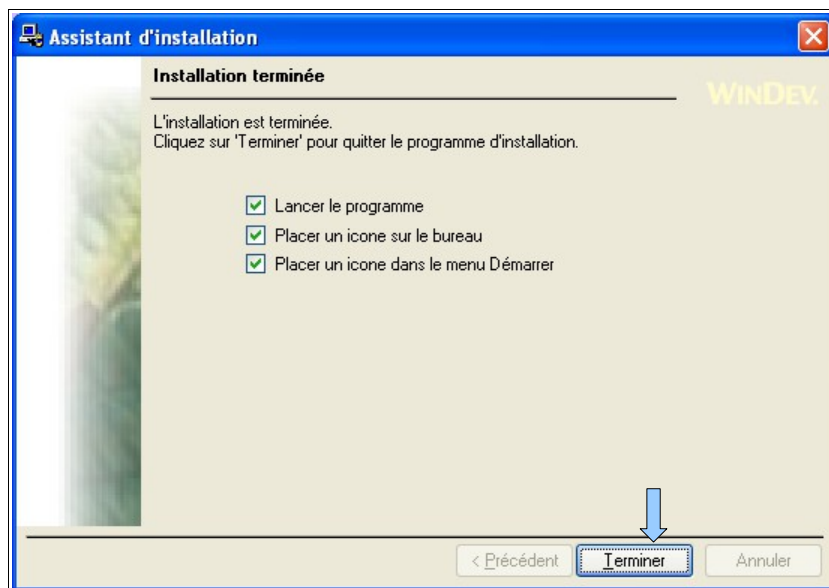 Assistant d'installation
Installation terminée
WINDEV.
L'installation est terminée.
Cliquez sur 'Terminer' pour quitter le programme d'installation.
Lancer le programme
Placer un icone sur le bureau
Placer un icone dans le menu Démarrer
< Précédent
Terminer
Annuler